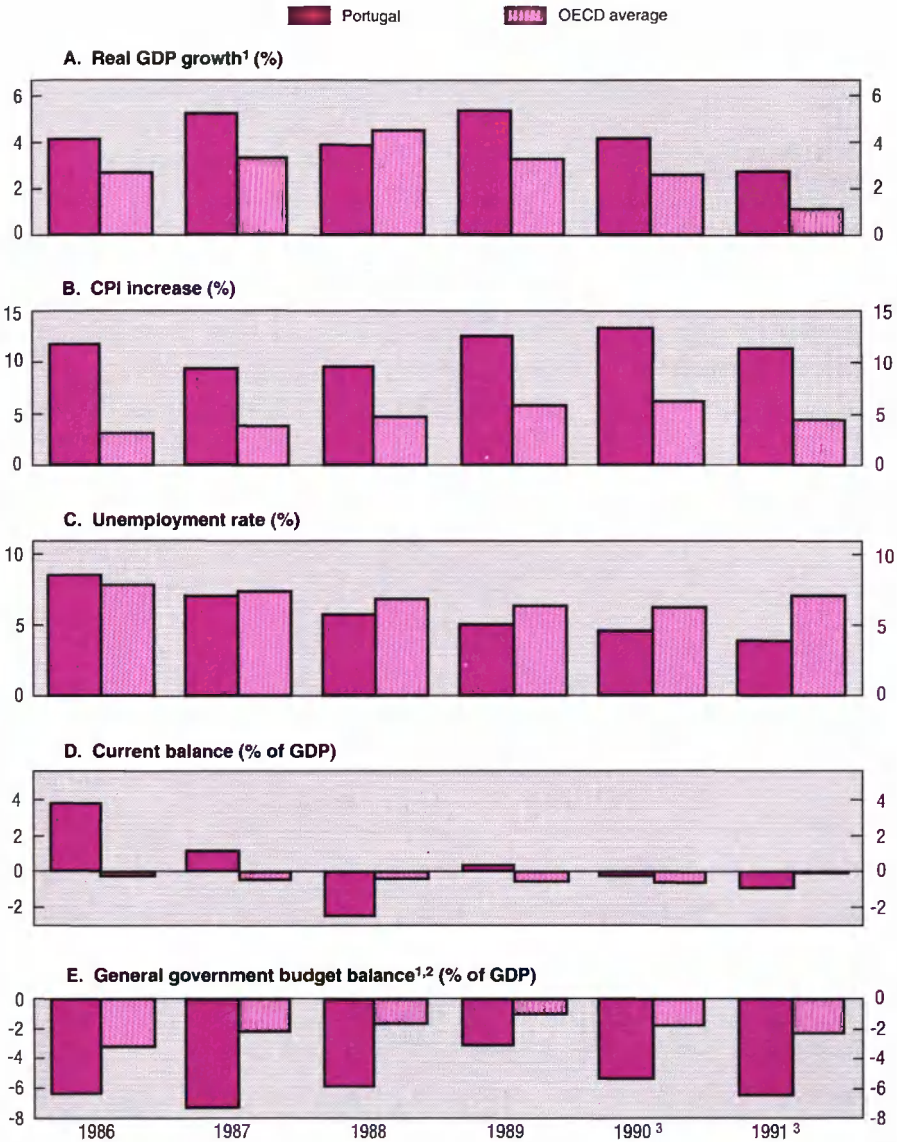 Portugal OECD average
A. Real GDP growth¹ (%)
6 6
4 4
2 2
0 0
B. CPI increase (%)
15 15
10 10
5 5
0 0
C. Unemployment rate (%)
10 10
5 5
0 0
D. Current balance (% of GDP)
4 4
2 2
0 0
-2 -2
E. General government budget balance¹,² (% of GDP)
0 0
-2 -2
-4 -4
-6 -6
-8 -8
1986 1987 1988 1989 1990 ³ 1991 ³